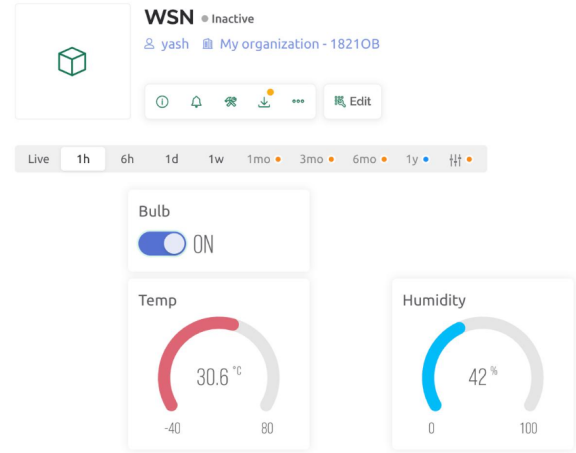 WSN Inactive
yash My organization - 1821OB
Edit
Live 1h 6h 1d 1w 1mo 3mo 6mo 1y
Bulb
ON
Temp
30.6 °C
-40 80
Humidity
42 %
0 100